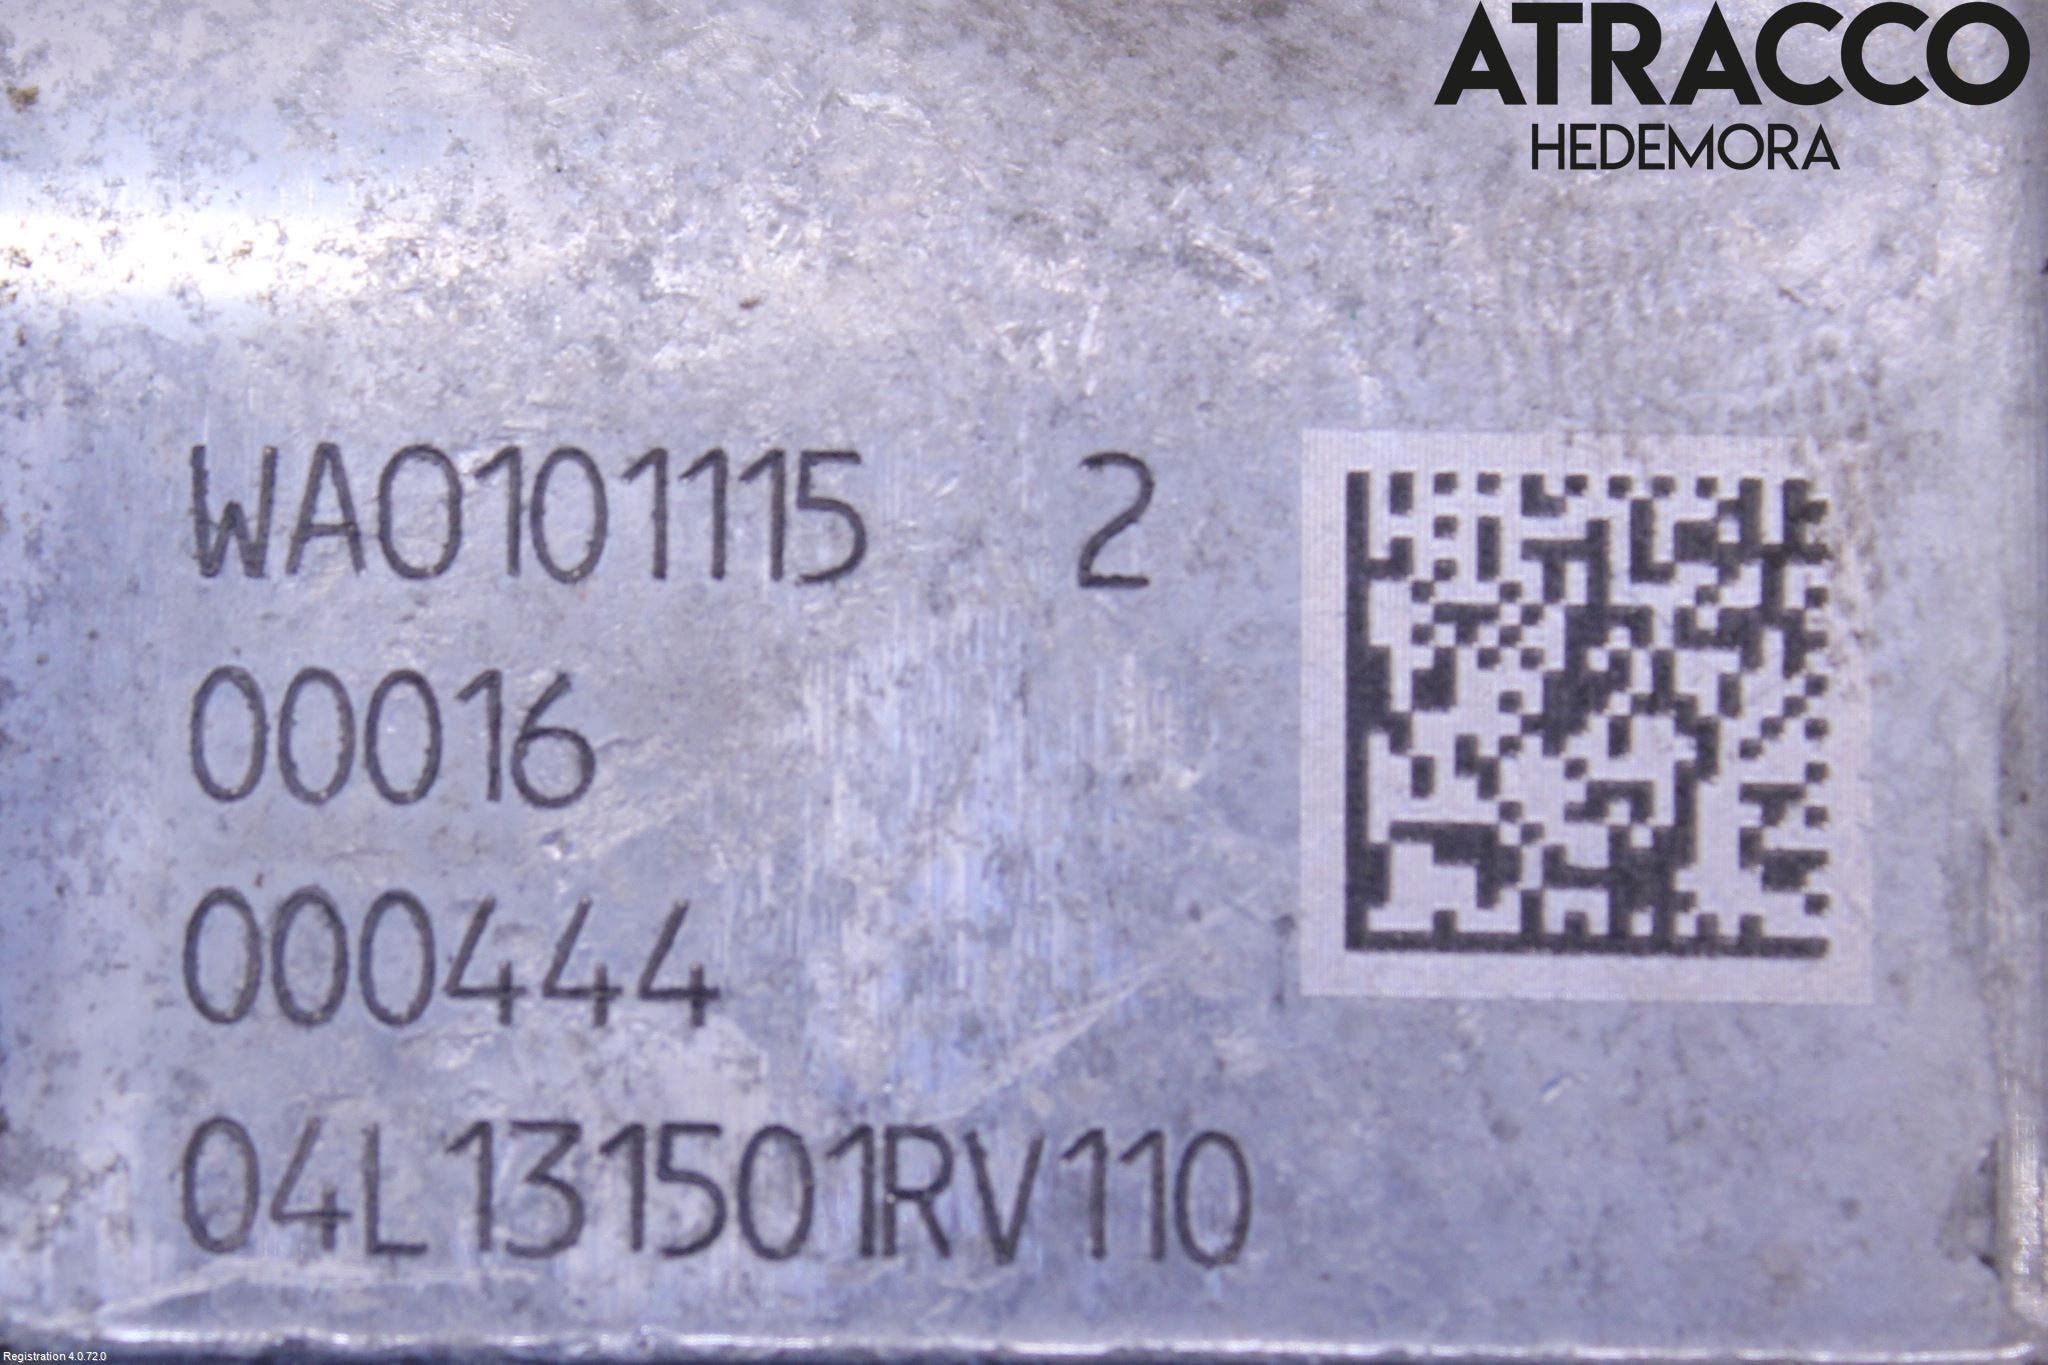 ATRACCO
HEDEMORA
WA0101115 2
00016
000444
04L131501RV110
Registration 4.0.72.0